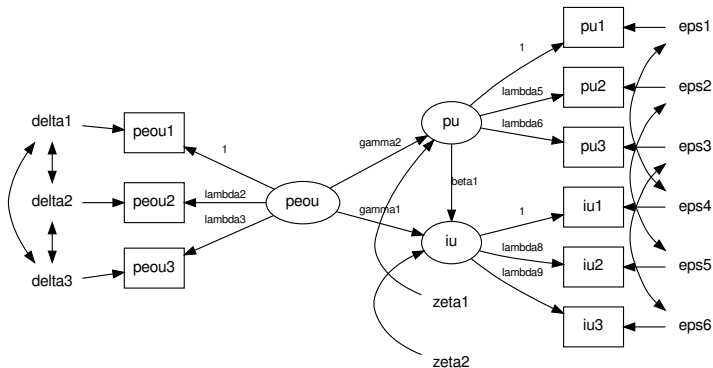 pu1
eps1
1
delta1
peou1
pu
lambda5
pu2
eps2
lambda6
gamma2
1
pu3
eps3
beta1
delta2
peou2
lambda2
peou
lambda3
gamma1
1
iu1
eps4
iu
lambda8
iu2
eps5
delta3
peou3
lambda9
zeta1
iu3
eps6
zeta2